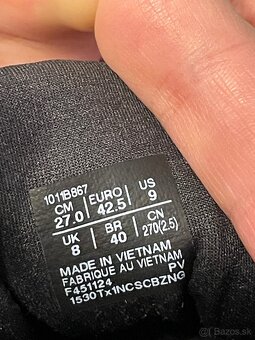 1011B867
CM EURO US
27.0 42.5 9
UK BR CN
8 40 270(2.5)
MADE IN VIETNAM
FABRIQUE AU VIETNAM
F451124 PV
1530Tx1NCSCBZNG
© Bazos.sk